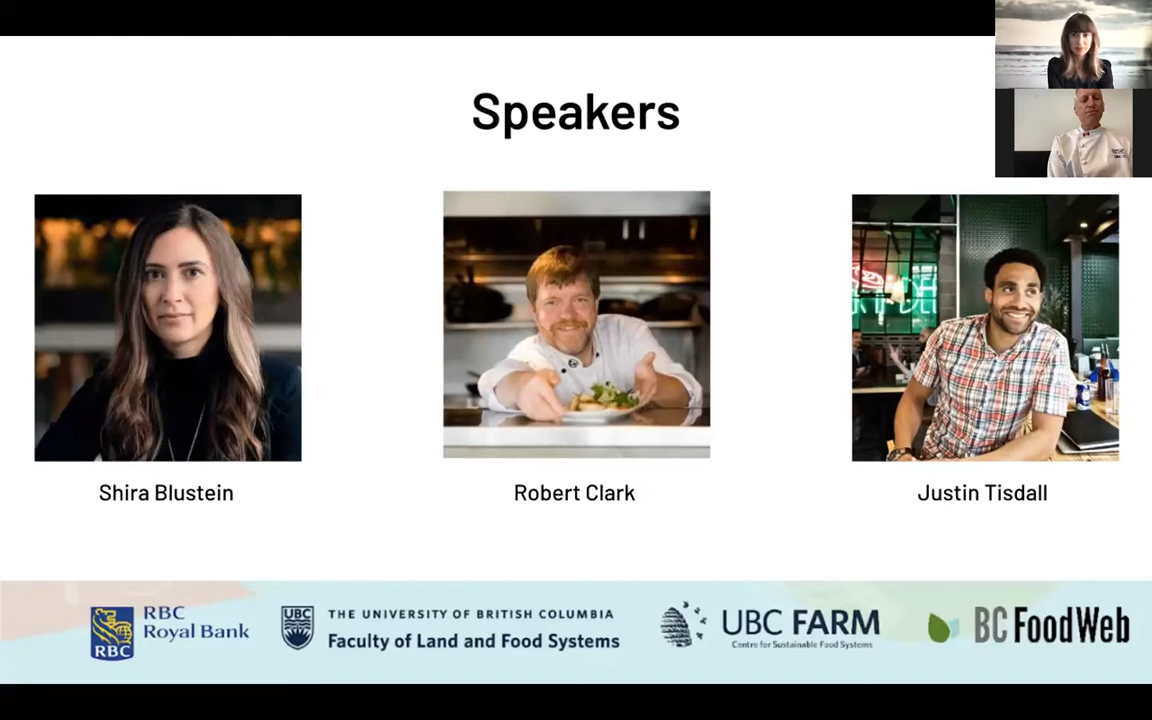 Speakers
Shira Blustein
Robert Clark
Justin Tisdall
RBC
RBC
Royal Bank
UBC
THE UNIVERSITY OF BRITISH COLUMBIA
Faculty of Land and Food Systems
UBC FARM
Centre for Sustainable Food Systems
BC FoodWeb